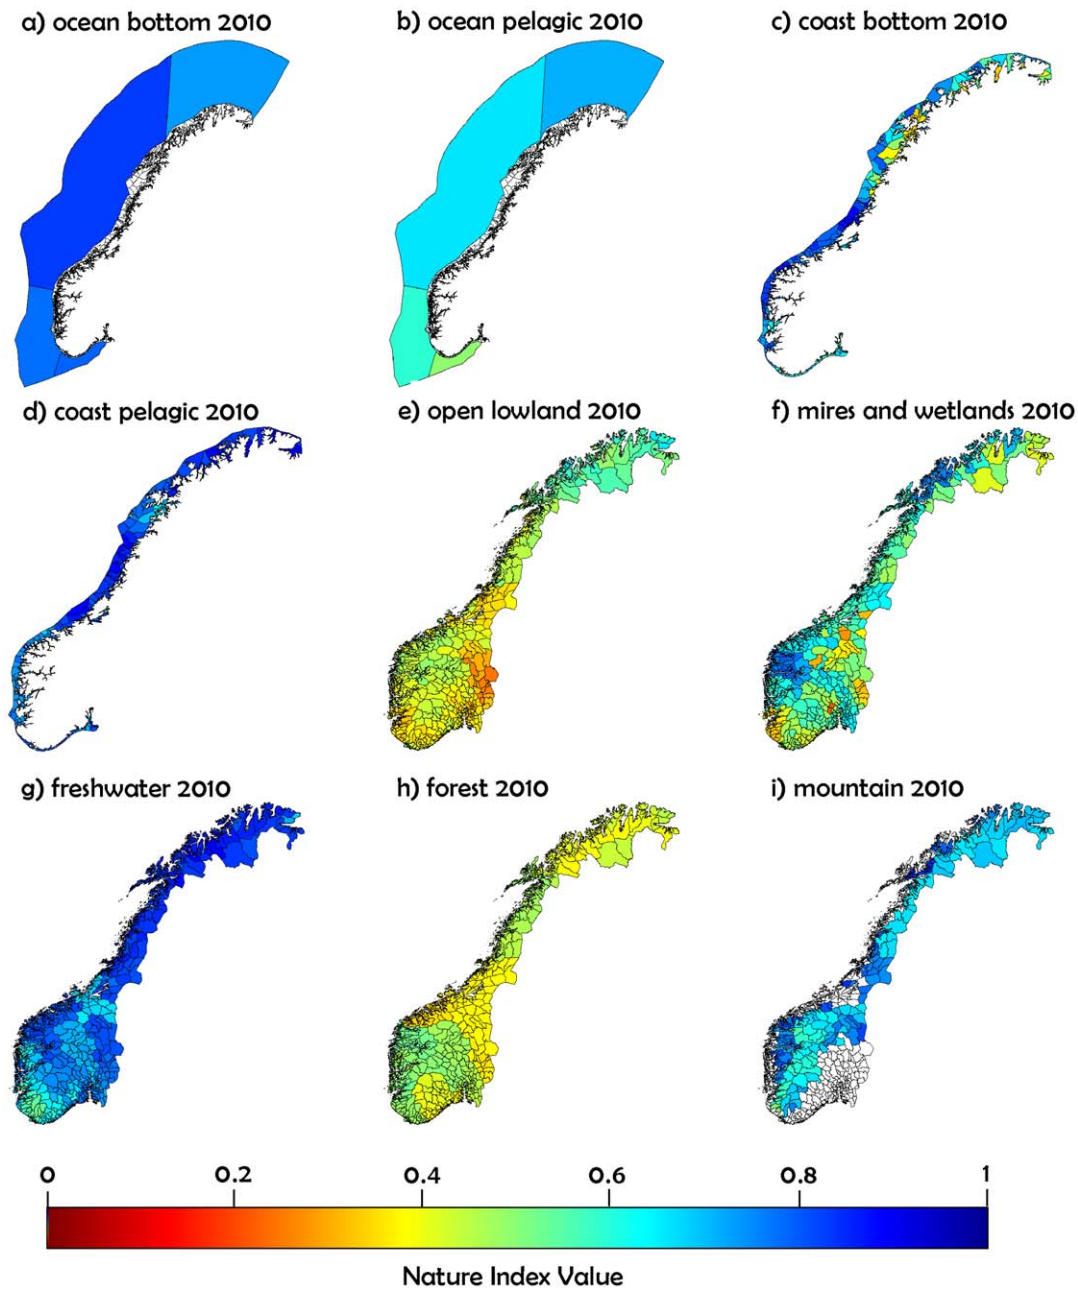 a) ocean bottom 2010
b) ocean pelagic 2010
c) coast bottom 2010
d) coast pelagic 2010
e) open lowland 2010
f) mires and wetlands 2010
g) freshwater 2010
h) forest 2010
i) mountain 2010
0 0.2 0.4 0.6 0.8 1
Nature Index Value